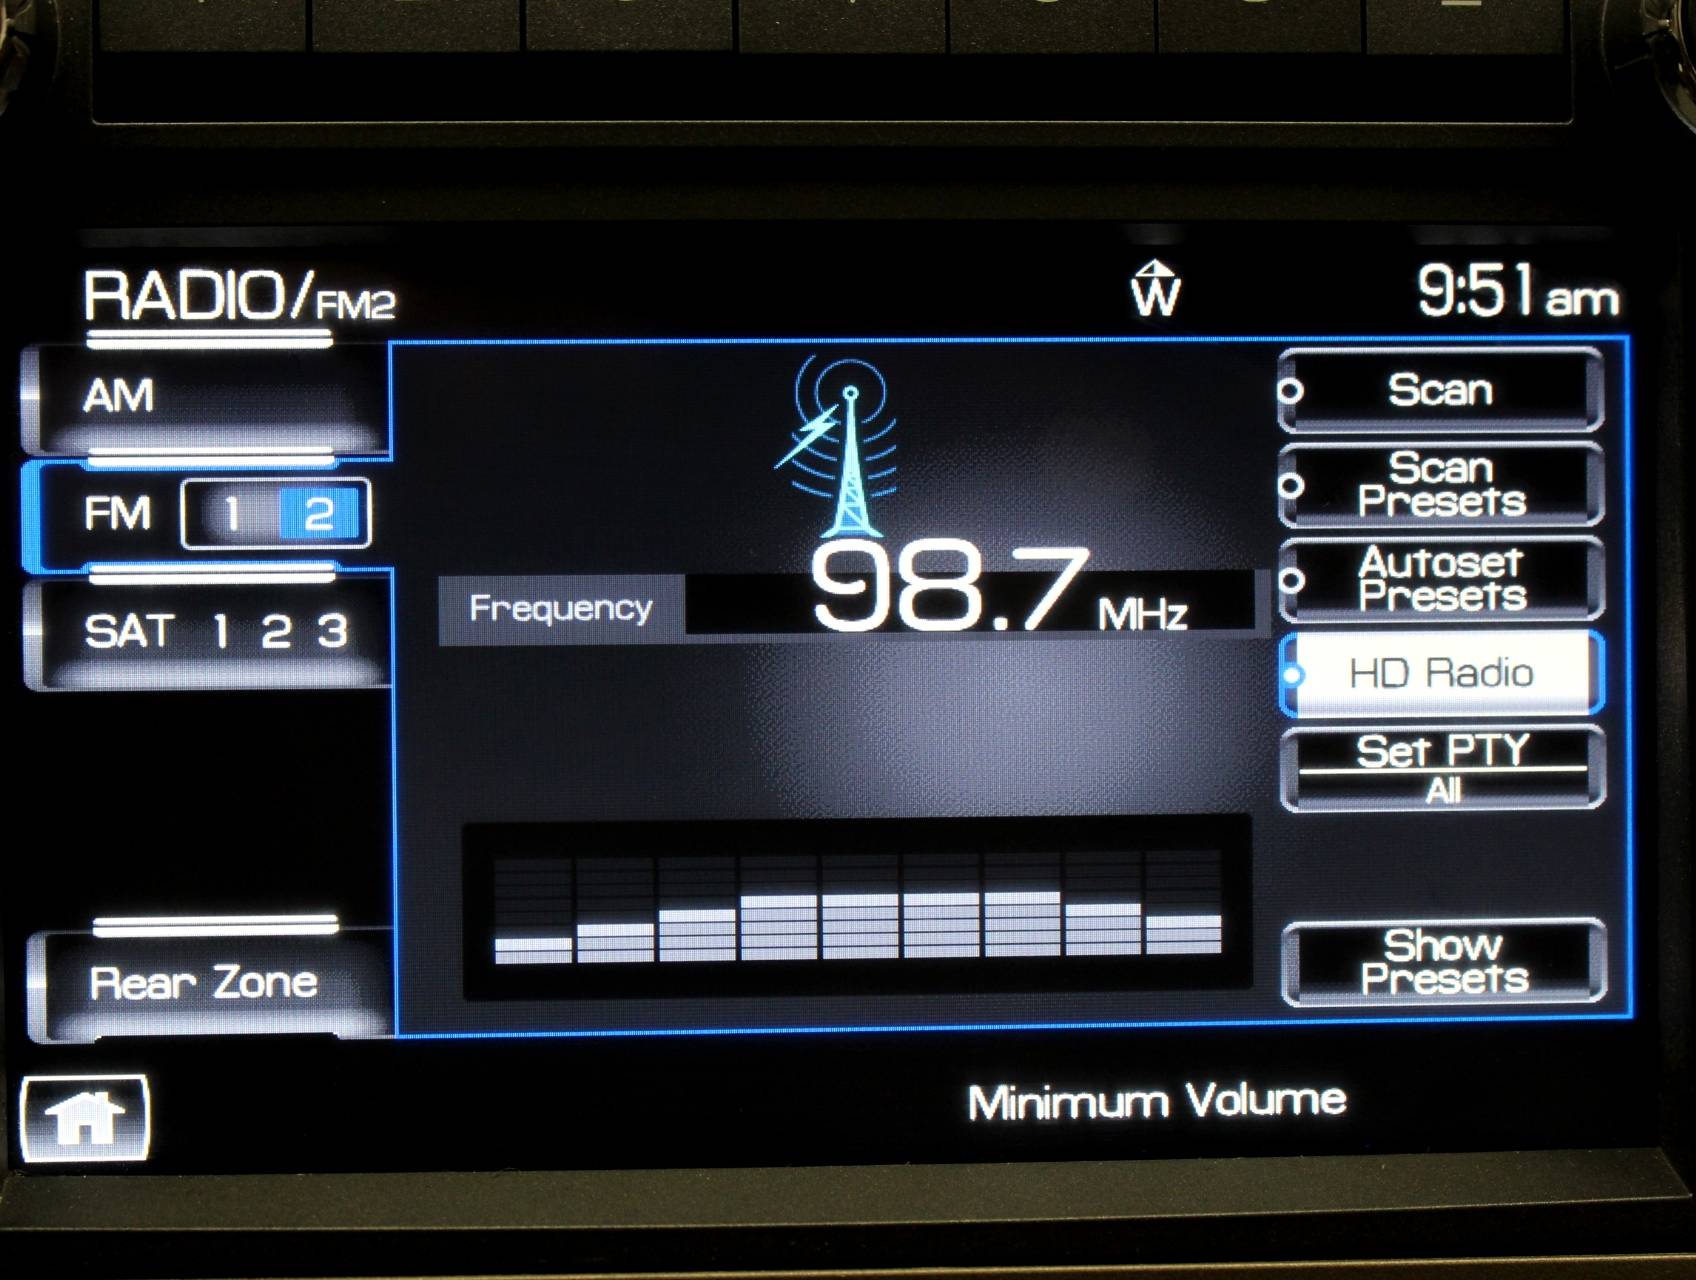 RADIO/FM2
W
9:51 am
AM
FM 1 2
SAT 1 2 3
Rear Zone
Frequency 98.7 MHz
Scan
Scan
Presets
Autoset
Presets
HD Radio
Set PTY
All
Show
Presets
Minimum Volume